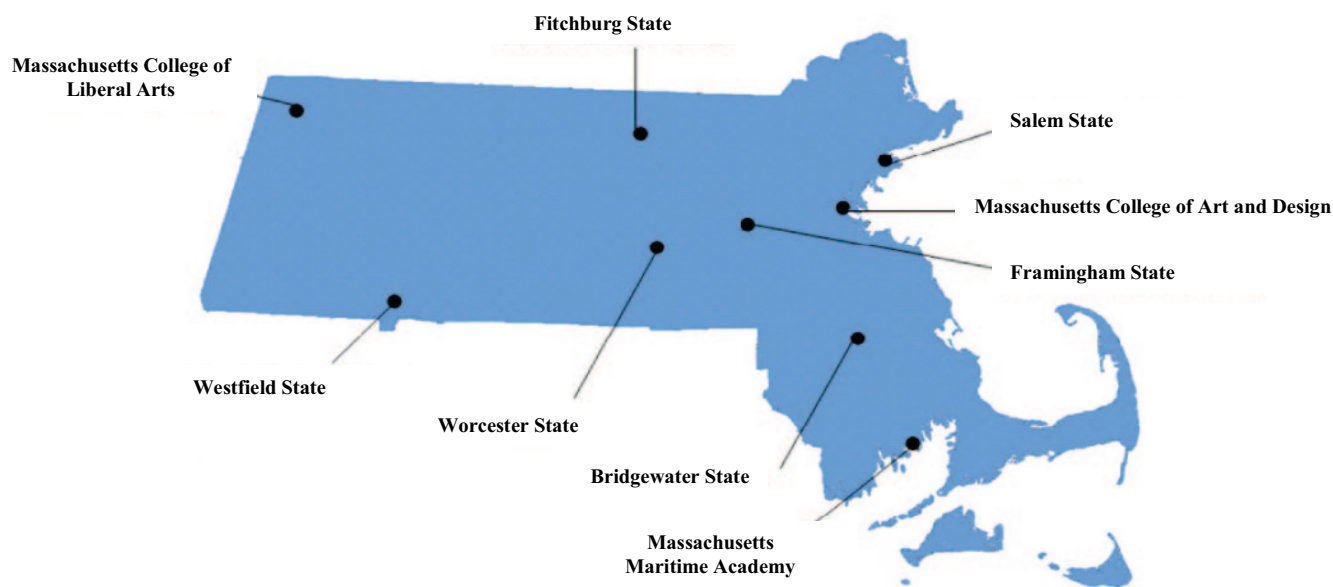 Fitchburg State
Massachusetts College of
Liberal Arts
Salem State
Massachusetts College of Art and Design
Framingham State
Westfield State
Worcester State
Bridgewater State
Massachusetts
Maritime Academy